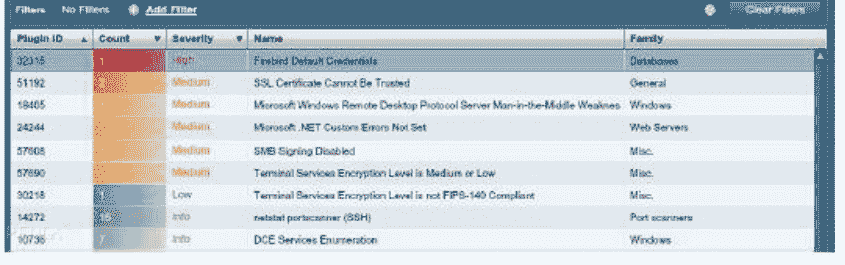 Filters No Filters Add Filter Clear Filters
Plugin ID Count Severity Name Family
32315 1 High Firebird Default Credentials Databases
51192 Medium SSL Certificate Cannot Be Trusted General
18405 Medium Microsoft Windows Remote Desktop Protocol Server Man-in-the-Middle Weaknes Windows
24244 Medium Microsoft .NET Custom Errors Not Set Web Servers
57608 Medium SMB Signing Disabled Misc.
57690 Medium Terminal Services Encryption Level is Medium or Low Misc.
30218 1 Low Terminal Services Encryption Level is not FIPS-140 Compliant Misc.
14272 Info netstat portscanner (SSH) Port scanners
10736 7 Info DCE Services Enumeration Windows